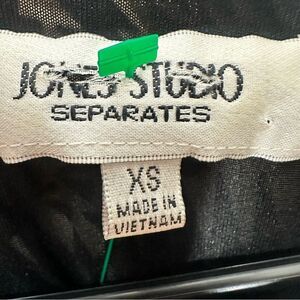 JONES STUDIO
SEPARATES
XS
MADE IN
VIETNAM